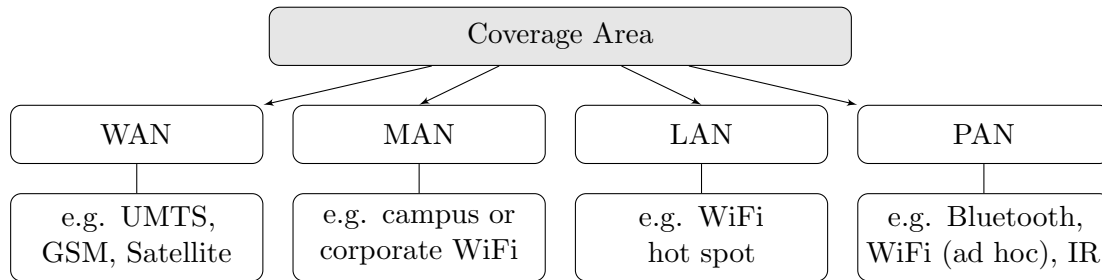 Coverage Area
WAN
MAN
LAN
PAN
e.g. UMTS,
GSM, Satellite
e.g. campus or
corporate WiFi
e.g. WiFi
hot spot
e.g. Bluetooth,
WiFi (ad hoc), IR